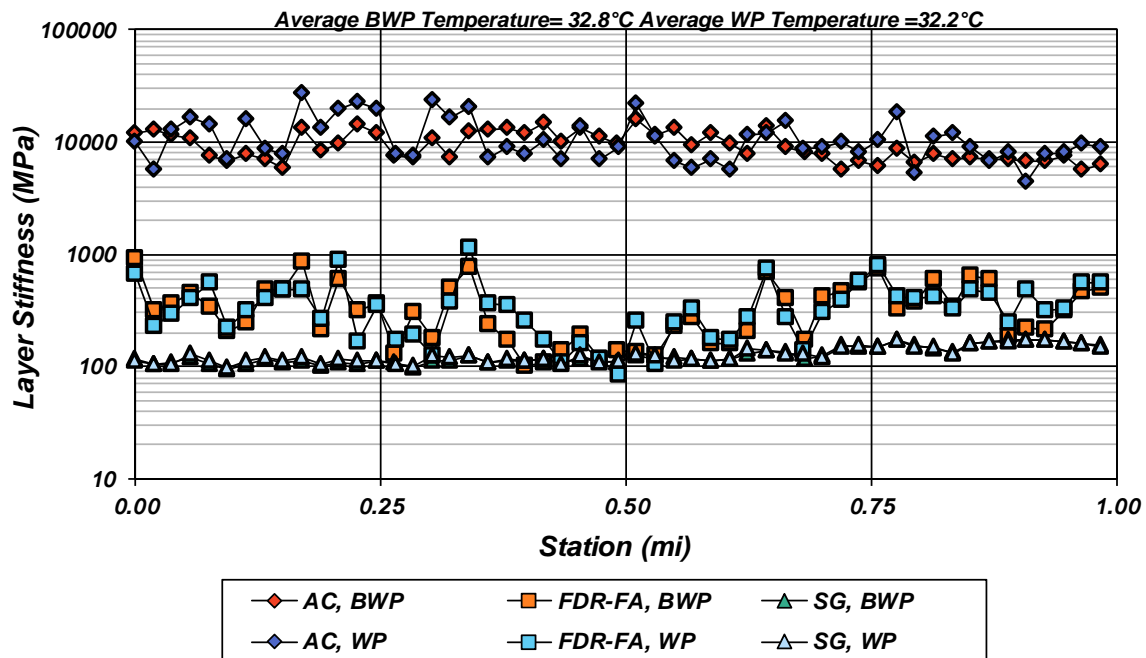 Average BWP Temperature= 32.8°C Average WP Temperature =32.2°C
100000
10000
1000
100
10
Layer Stiffness (MPa)
0.00 0.25 0.50 0.75 1.00
Station (mi)
AC, BWP FDR-FA, BWP SG, BWP
AC, WP FDR-FA, WP SG, WP